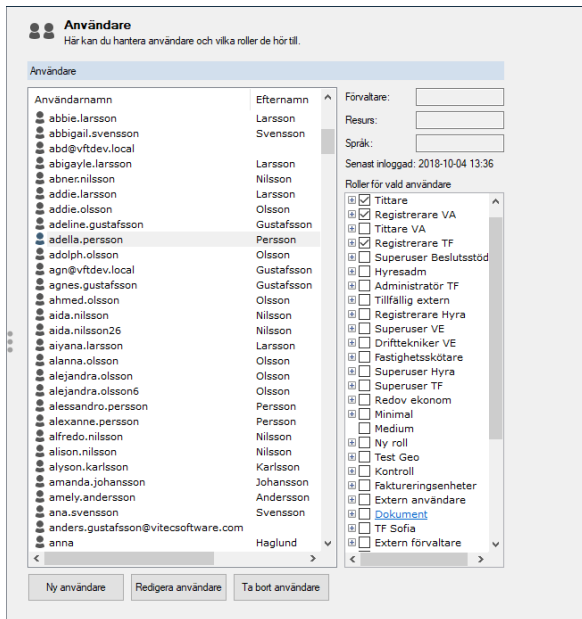 Användare
Här kan du hantera användare och vilka roller de hör till.
Användare
Användarnamn Efternamn
abbie.larsson Larsson
abbigail.svensson Svensson
abd@vftdev.local
abigayle.larsson Larsson
abner.nilsson Nilsson
addie.larsson Larsson
addie.olsson Olsson
adeline.gustafsson Gustafsson
adella.persson Persson
adolph.olsson Olsson
agn@vftdev.local Gustafsson
agnes.gustafsson Gustafsson
ahmed.olsson Olsson
aida.nilsson Nilsson
aida.nilsson26 Nilsson
aiyana.larsson Larsson
alanna.olsson Olsson
alejandra.olsson Olsson
alejandra.olsson6 Olsson
alessandro.persson Persson
alexanne.persson Persson
alfredo.nilsson Nilsson
alison.nilsson Nilsson
alyson.karlsson Karlsson
amanda.johansson Johansson
amely.andersson Andersson
ana.svensson Svensson
anders.gustafsson@vitecsoftware.com
anna Haglund
Ny användare Redigera användare Ta bort användare
Förvaltare:
Resurs:
Språk:
Senast inloggad: 2018-10-04 13:36
Roller för vald användare
Tittare
Registrerare VA
Tittare VA
Registrerare TF
Superuser Beslutsstöd
Hyresadm
Administratör TF
Tillfällig extern
Registrerare Hyra
Superuser VE
Drifttekniker VE
Fastighetsskötare
Superuser Hyra
Superuser TF
Redov ekonom
Minimal
Medium
Ny roll
Test Geo
Kontroll
Faktureringsenheter
Extern användare
Dokument
TF Sofia
Extern förvaltare